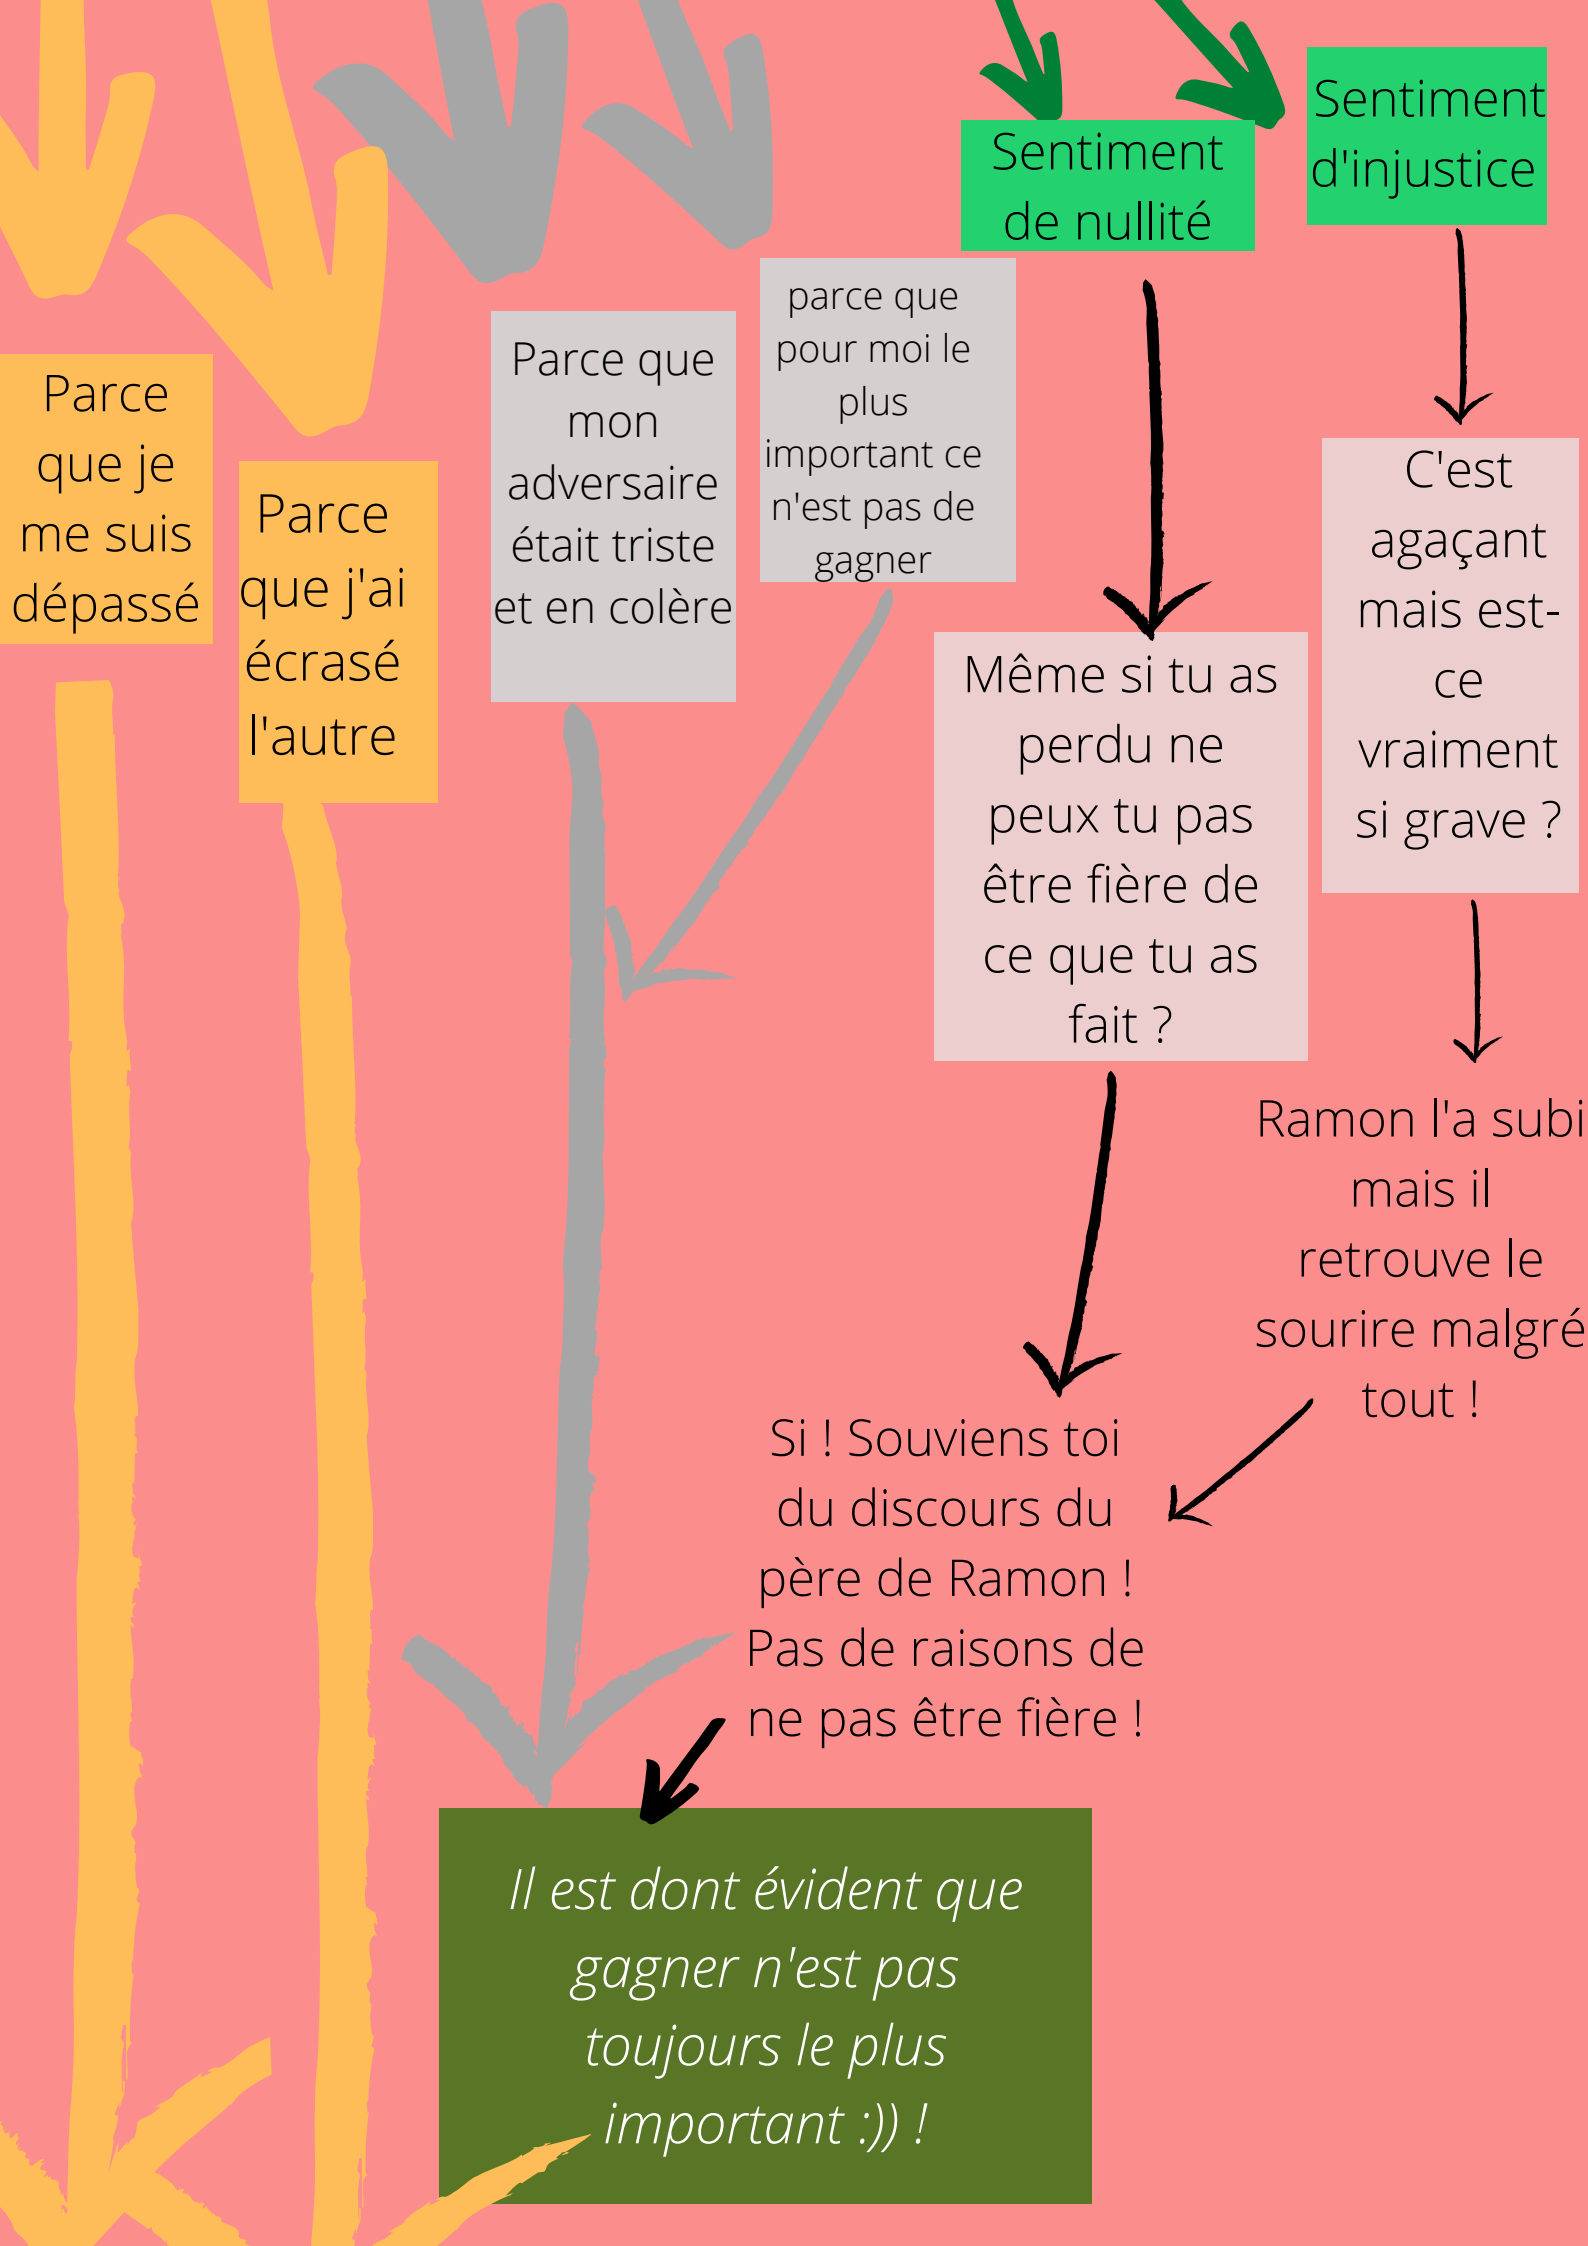 Sentiment
d'injustice
Sentiment
de nullité
parce que
pour moi le
plus
important ce
n'est pas de
gagner
Parce que
mon
adversaire
était triste
et en colère
Parce
que je
me suis
dépassé
Parce
que j'ai
écrasé
l'autre
C'est
agaçant
mais est-
ce
vraiment
si grave ?
Même si tu as
perdu ne
peux tu pas
être fière de
ce que tu as
fait ?
Ramon l'a subi
mais il
retrouve le
sourire malgré
tout !
Si ! Souviens toi
du discours du
père de Ramon !
Pas de raisons de
ne pas être fière !
Il est dont évident que
gagner n'est pas
toujours le plus
important :)) !